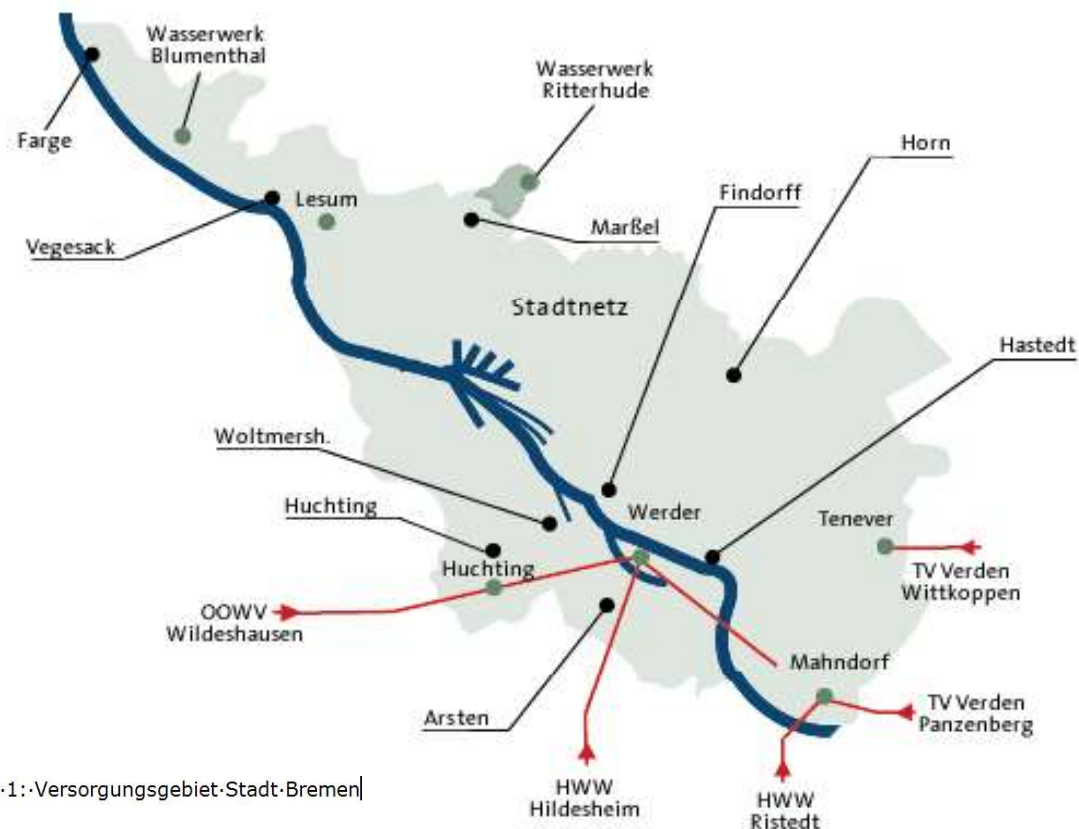 Wasserwerk
Blumenthal
Wasserwerk
Ritterhude
Farge
Horn
Findorff
Lesum
Marßel
Vegesack
Stadtnetz
Hastedt
Woltmersh.
Huchting
Werder
Tenever
Huchting
TV Verden
Wittkoppen
OOWV
Wildeshausen
Mahndorf
Arsten
TV Verden
Panzenberg
HWW
Hildesheim
HWW
Ristedt
·1:·Versorgungsgebiet·Stadt·Bremen